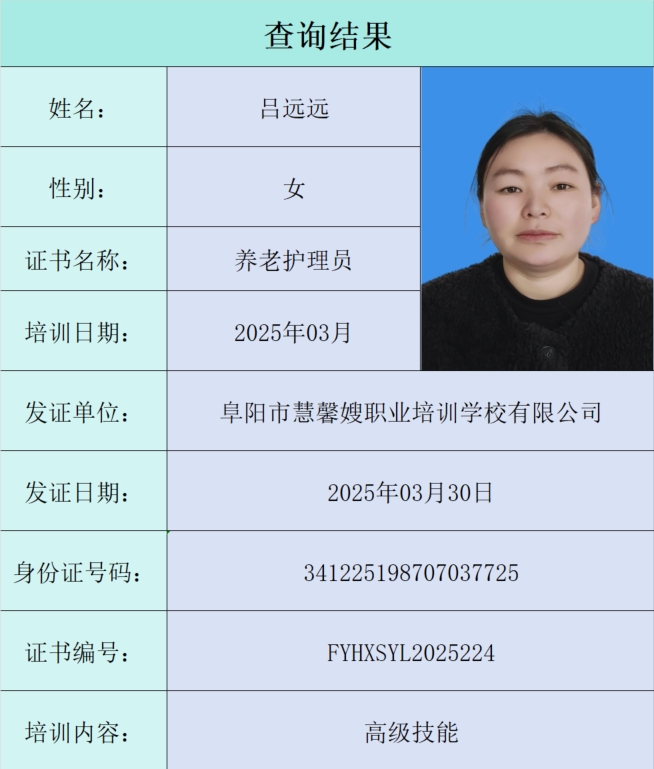 查询结果
姓名： 吕远远
性别： 女
证书名称： 养老护理员
培训日期： 2025年03月
发证单位： 阜阳市慧馨嫂职业培训学校有限公司
发证日期： 2025年03月30日
身份证号码： 341225198707037725
证书编号： FYHXSYL2025224
培训内容： 高级技能